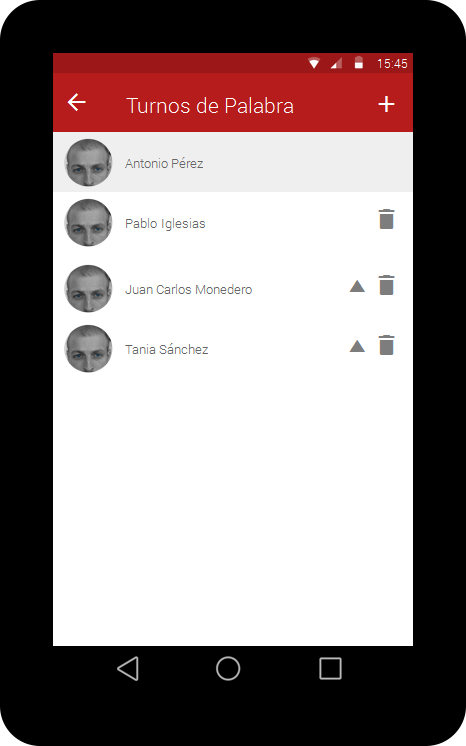 15:45
Turnos de Palabra
Antonio Pérez
Pablo Iglesias
Juan Carlos Monedero
Tania Sánchez